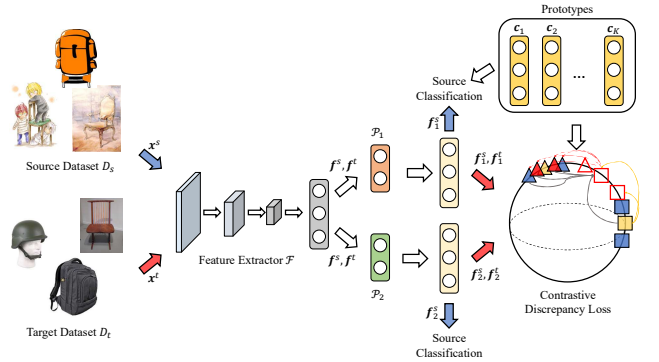 Prototypes
c₁ c₂ c_K
...
Source
Classification
f₁ˢ
𝒫₁
Source Dataset Dₛ
xˢ
fˢ, fᵗ
f₁ˢ, f₁ᵗ
Feature Extractor ℱ
fˢ, fᵗ
xᵗ
𝒫₂
f₂ˢ, f₂ᵗ
f₂ˢ
Contrastive
Discrepancy Loss
Target Dataset Dₜ
Source
Classification